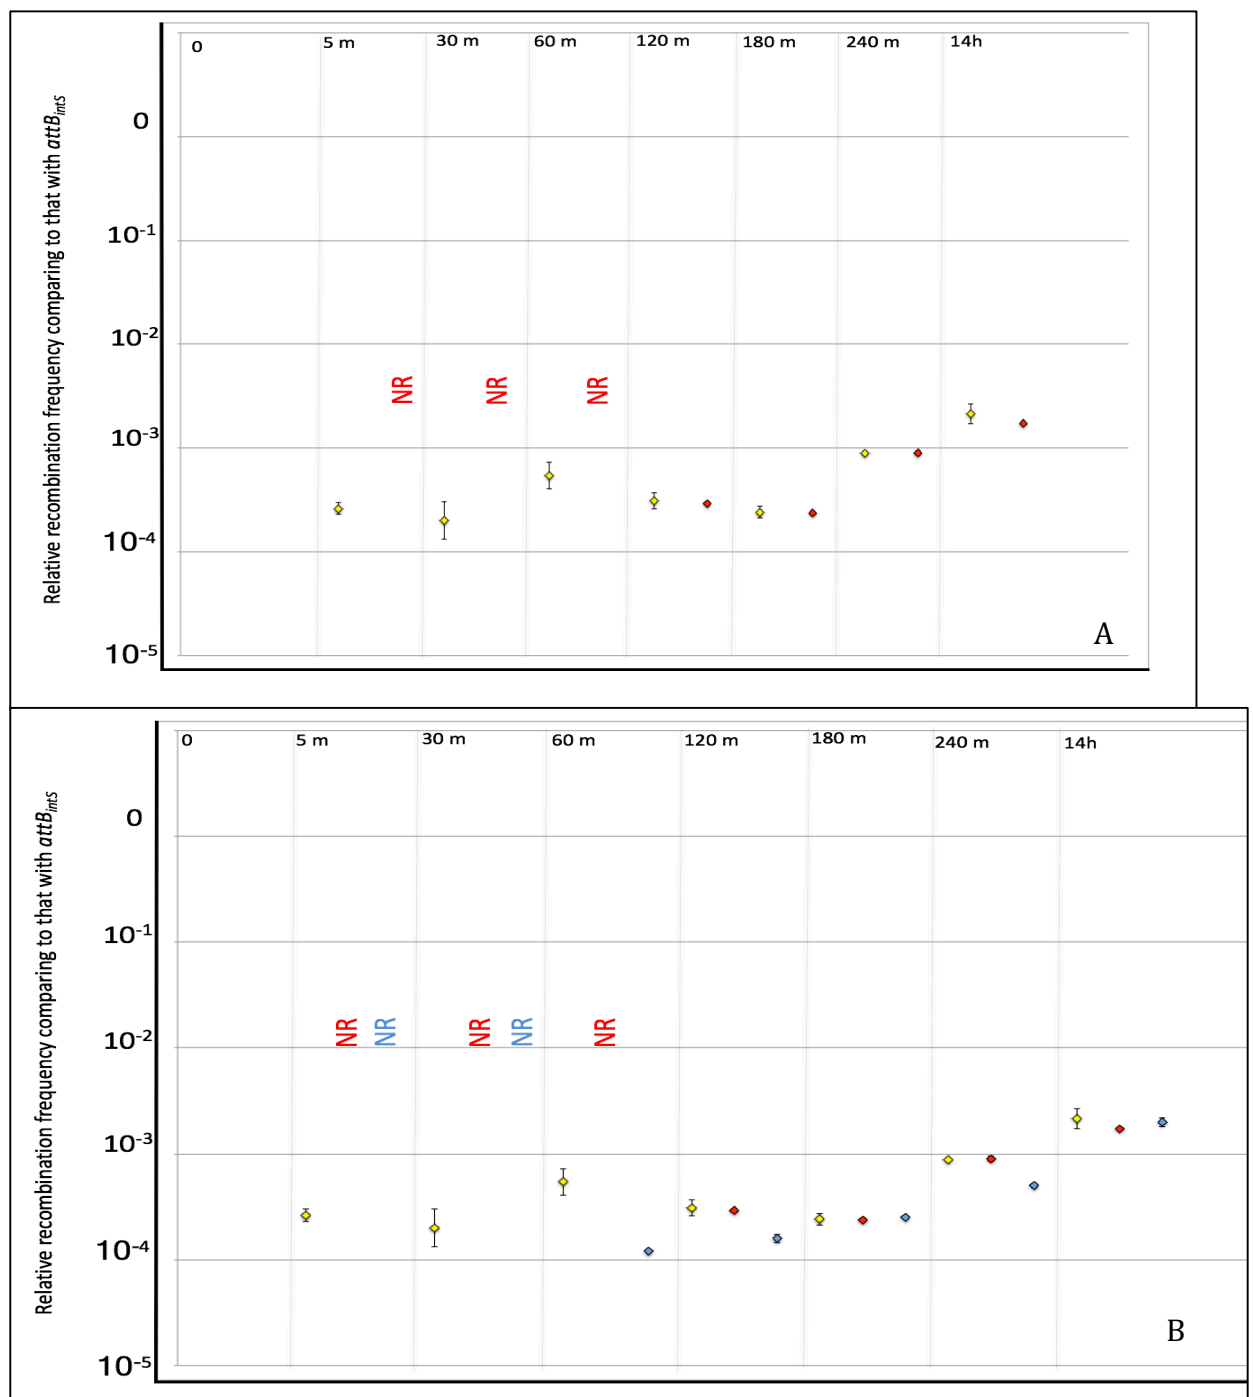 0 5 m 30 m 60 m 120 m 180 m 240 m 14h
Relative recombination frequency comparing to that with attB_intS
0
10^-1
10^-2
NR NR NR
10^-3
10^-4
10^-5
A
0 5 m 30 m 60 m 120 m 180 m 240 m 14h
Relative recombination frequency comparing to that with attB_intS
0
10^-1
10^-2
NR NR NR NR NR
10^-3
10^-4
10^-5
B